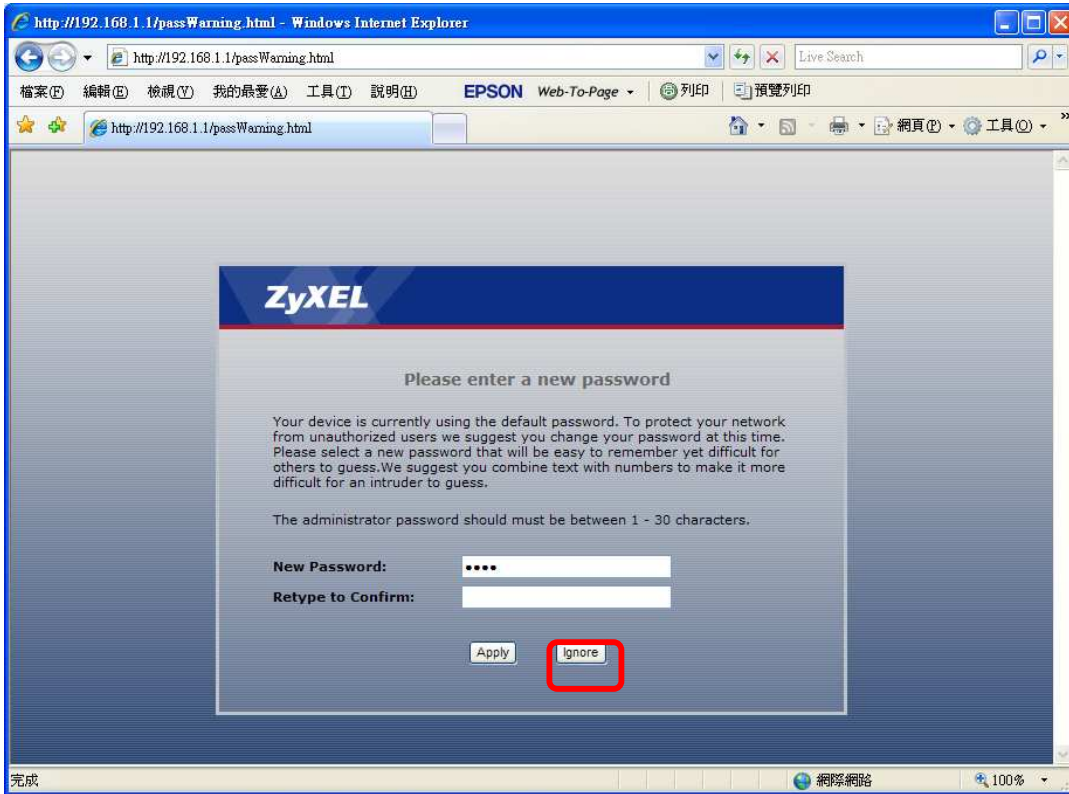 http://192.168.1.1/passWarning.html - Windows Internet Explorer
http://192.168.1.1/passWarning.html
Live Search
檔案(F) 編輯(E) 檢視(V) 我的最愛(A) 工具(T) 說明(H) EPSON Web-To-Page 列印 預覽列印
http://192.168.1.1/passWarning.html
網頁(P) 工具(O) »
ZyXEL
Please enter a new password
Your device is currently using the default password. To protect your network
from unauthorized users we suggest you change your password at this time.
Please select a new password that will be easy to remember yet difficult for
others to guess.We suggest you combine text with numbers to make it more
difficult for an intruder to guess.
The administrator password should must be between 1 - 30 characters.
New Password: ••••
Retype to Confirm:
Apply Ignore
完成 網際網路 100%